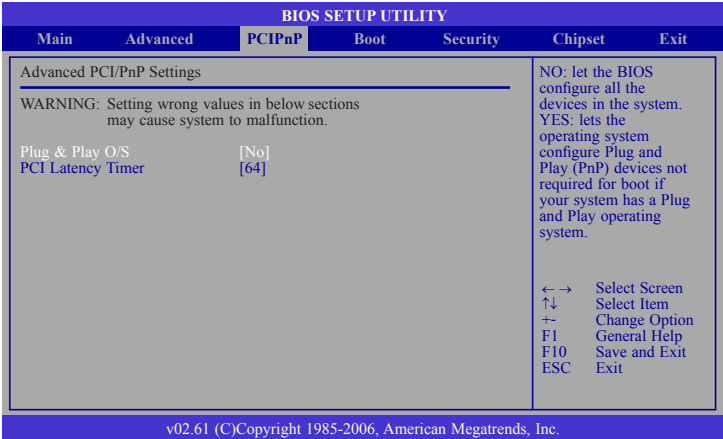 BIOS SETUP UTILITY
Main Advanced PCIPnP Boot Security Chipset Exit
Advanced PCI/PnP Settings
WARNING: Setting wrong values in below sections
may cause system to malfunction.
Plug & Play O/S [No]
PCI Latency Timer [64]
NO: let the BIOS
configure all the
devices in the system.
YES: lets the
operating system
configure Plug and
Play (PnP) devices not
required for boot if
your system has a Plug
and Play operating
system.
←→ Select Screen
↑↓ Select Item
+- Change Option
F1 General Help
F10 Save and Exit
ESC Exit
v02.61 (C)Copyright 1985-2006, American Megatrends, Inc.